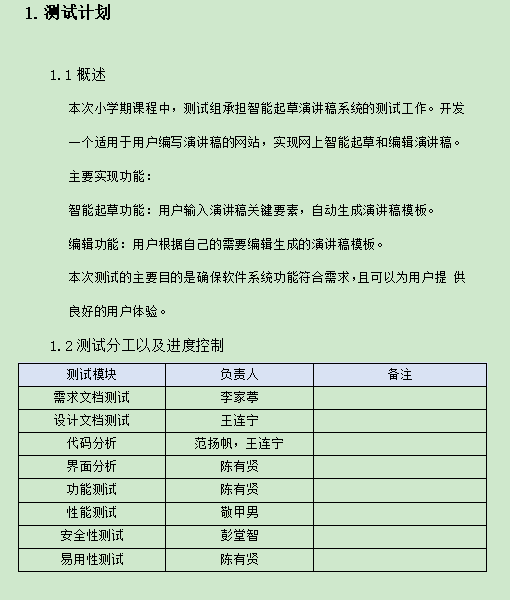 1. 测试计划
1.1 概述
本次小学期课程中，测试组承担智能起草演讲稿系统的测试工作。开发
一个适用于用户编写演讲稿的网站，实现网上智能起草和编辑演讲稿。
主要实现功能：
智能起草功能：用户输入演讲稿关键要素，自动生成演讲稿模板。
编辑功能：用户根据自己的需要编辑生成的演讲稿模板。
本次测试的主要目的是确保软件系统功能符合需求,且可以为用户提 供
良好的用户体验。
1.2 测试分工以及进度控制
测试模块 负责人 备注
需求文档测试 李家葶
设计文档测试 王连宁
代码分析 范扬帆，王连宁
界面分析 陈有贤
功能测试 陈有贤
性能测试 敬甲男
安全性测试 彭堂智
易用性测试 陈有贤